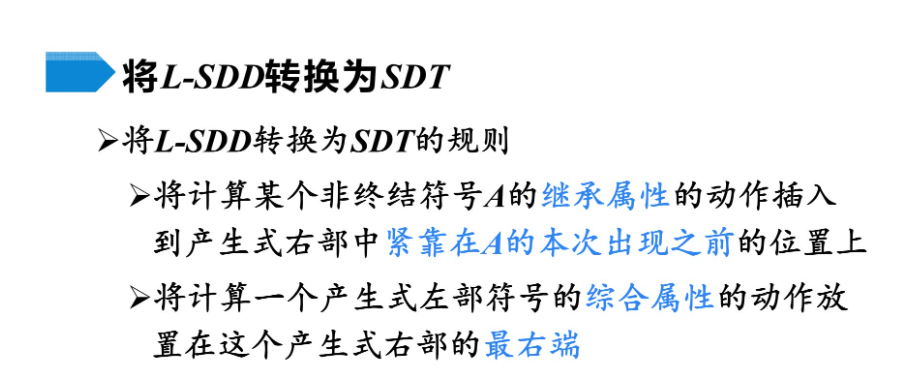 将L-SDD转换为SDT
➢将L-SDD转换为SDT的规则
➢将计算某个非终结符号A的继承属性的动作插入
到产生式右部中紧靠在A的本次出现之前的位置上
➢将计算一个产生式左部符号的综合属性的动作放
置在这个产生式右部的最右端